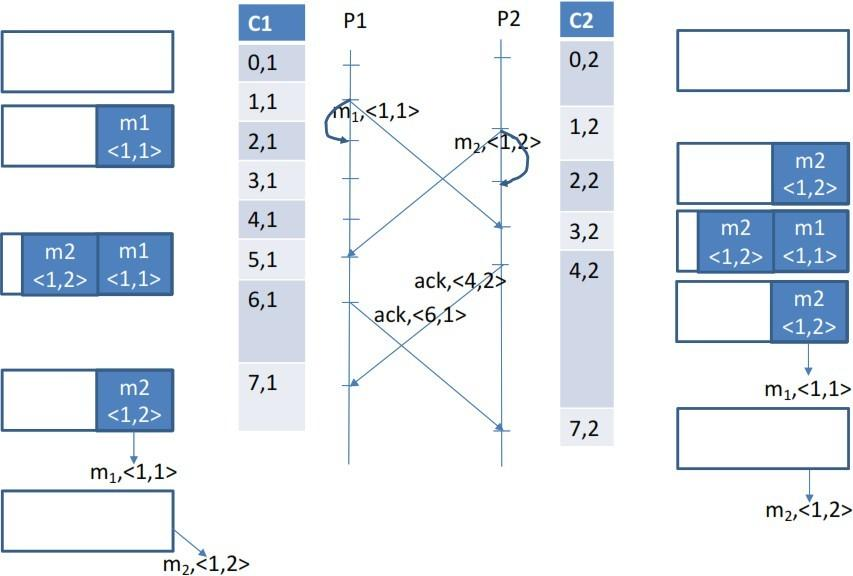 C1 P1 P2 C2
0,1
0,2
1,1
m1
<1,1>
m₁,<1,1>
1,2
2,1
m₂,<1,2>
m2
<1,2>
3,1
2,2
4,1
3,2
m2 m1
<1,2> <1,1>
m2 m1
<1,2> <1,1>
5,1
4,2
ack,<4,2>
6,1
ack,<6,1>
m2
<1,2>
7,1
m₁,<1,1>
m2
<1,2>
7,2
m₁,<1,1>
m₂,<1,2>
m₂,<1,2>